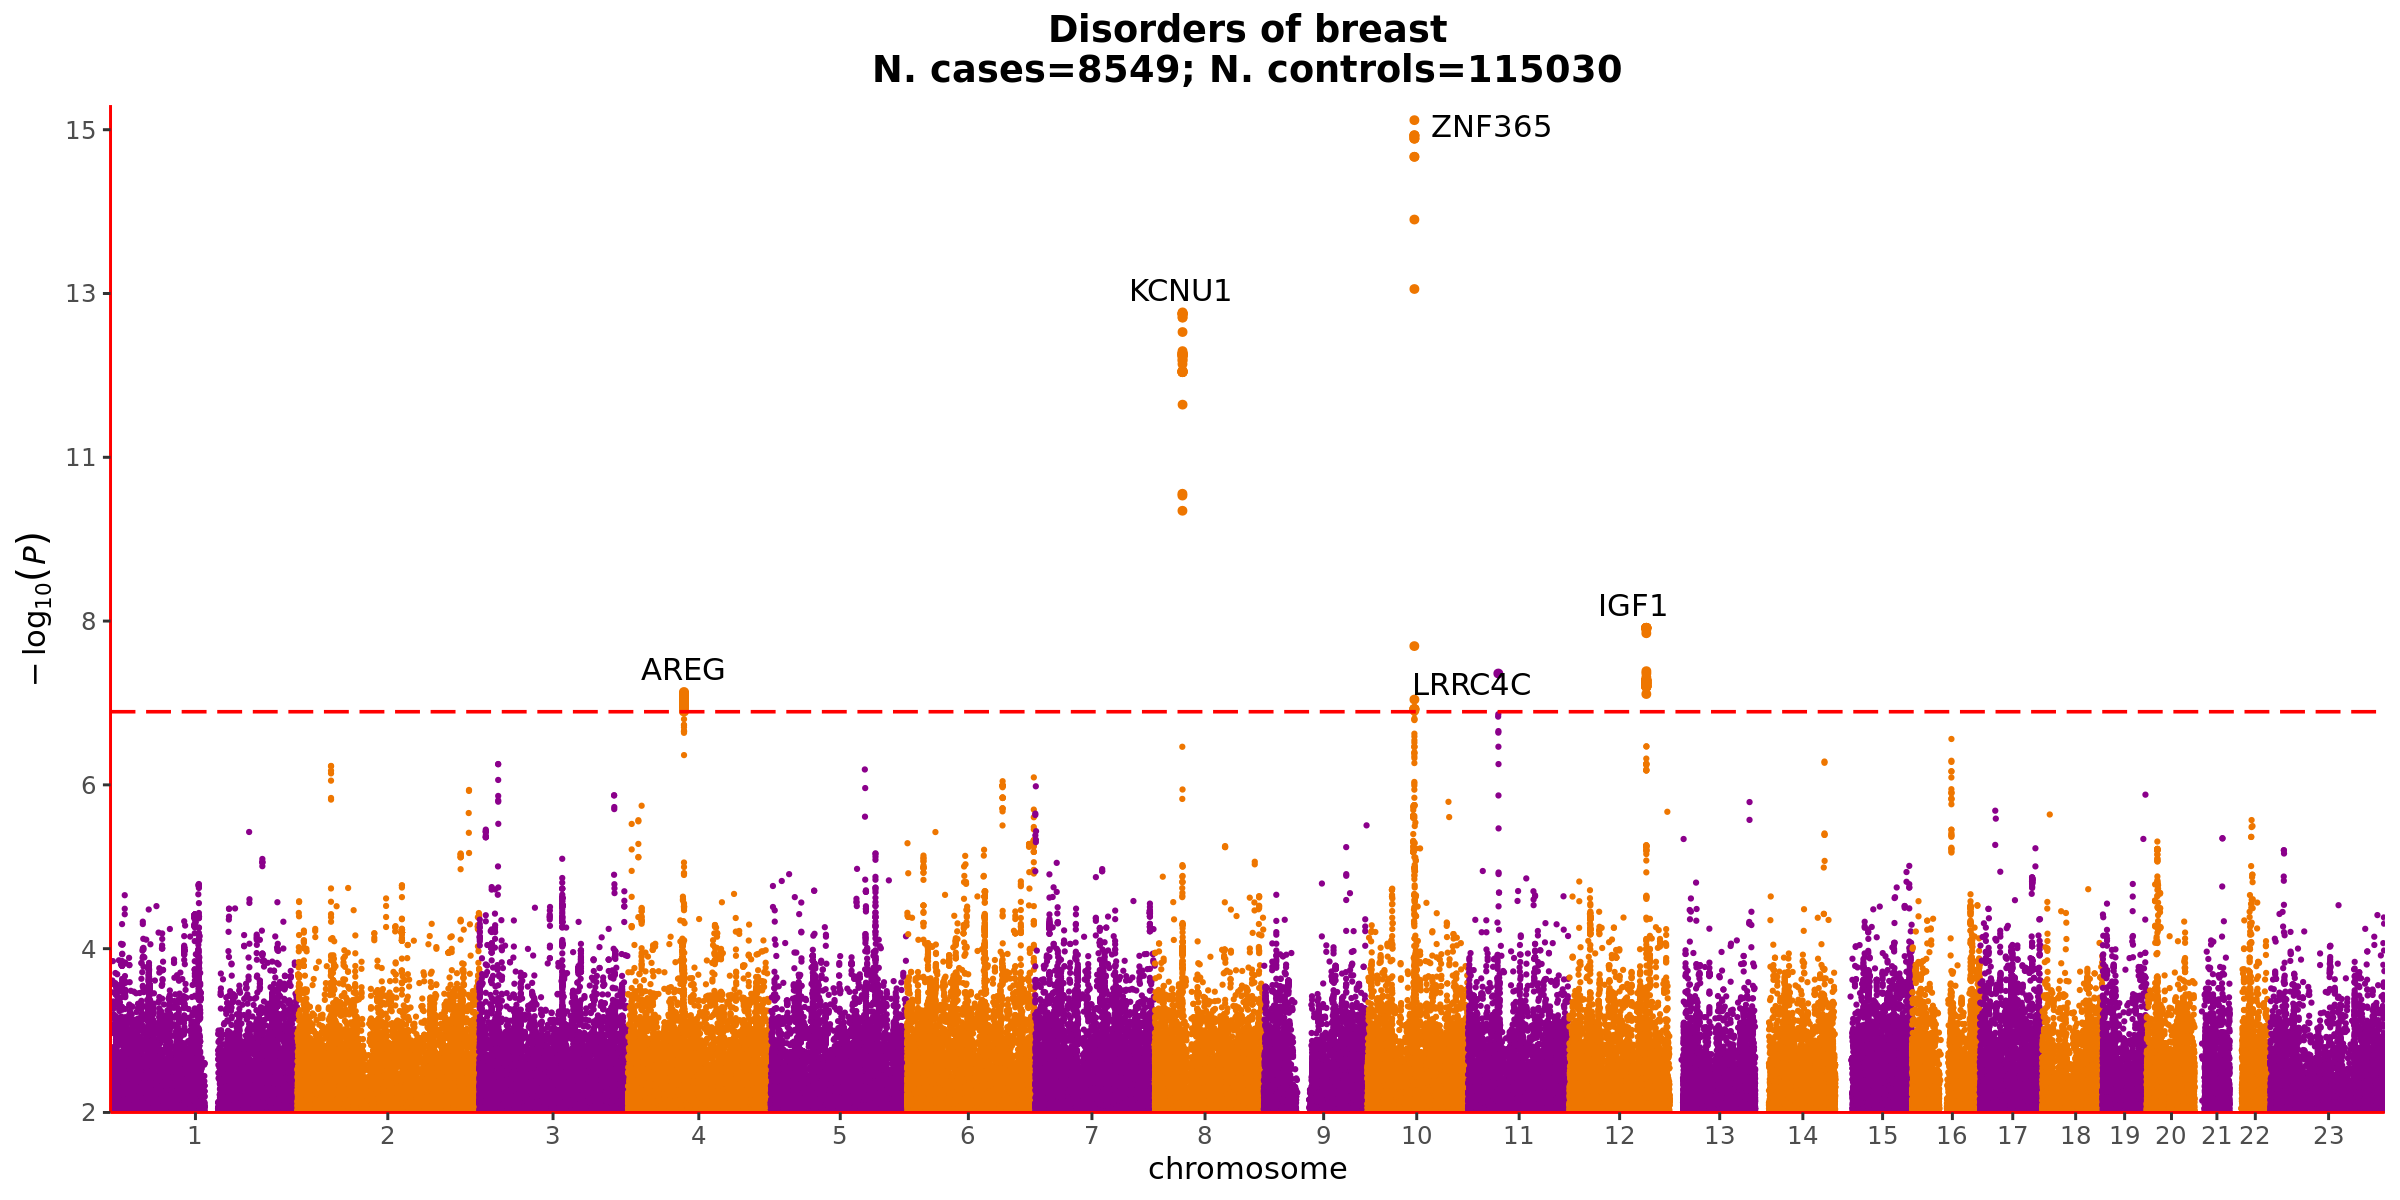 Disorders of breast
N. cases=8549; N. controls=115030
15
ZNF365
13
KCNU1
11
8
IGF1
AREG
LRRC4C
6
4
2
−log10(P)
1 2 3 4 5 6 7 8 9 10 11 12 13 14 15 16 17 18 19 20 21 22 23
chromosome